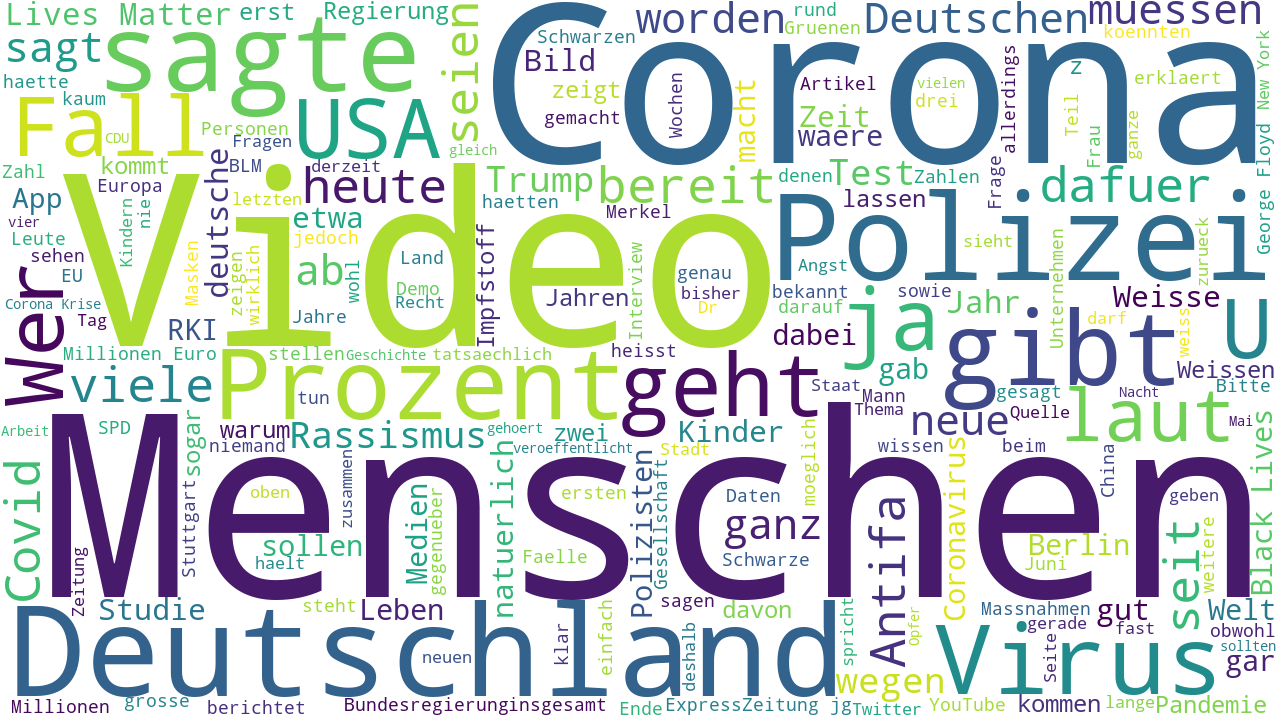 Lives Matter
erst
Regierung
Corona
worden
rund
Gruenen
Deutschen
muessen
koennten
sagt
sagte
seien
Schwarzen
Bild
Wochen
haette
kaum
Fall
CDU
Personen
USA
Fragen
gleich
zeigt
gemacht
macht
Artikel
Zeit
waere
vielen
drei
allerdings
z
Teil
Frau
erklaert
ganze
George Floyd
New York
Zahl
kommt
BLM
derzeit
Europa
App
vier
Leute
sehen
EU
Kindern
nie
deutsche
letzten
heute
etwa
jedoch
Trump
haetten
bereit
Merkel
denen
Test
lassen
Zahlen
Frage
dafuer
Video
Polizei
Masken
zeigen
wirklich
ab
wohl
Land
Demo
Recht
Impfstoff
Jahren
Interview
genau
bisher
Dr
Angst
bekannt
darauf
sowie
sieht
Jahr
Unternehmen
Weisse
zurueck
Corona Krise
Tag
Wer
RKI
Jahre
dabei
ja
gibt
darf
weiss
U
Millionen Euro
stellen
Geschichte
tatsaechlich
heisst
gab
Weissen
Bitte
viele
Prozent
tun
geht
Staat
Mann
Thema
gesagt
Quelle
neue
Nacht
laut
Mai
Arbeit
SPD
sogar
warum
niemand
Rassismus
gehoert
zwei
veroeffentlicht
Kinder
Stadt
moeglich
wissen
beim
Covid
Menschen
Stuttgart
oben
zusammen
Medien
gegenueber
natuerlich
ersten
Polizisten
Gesellschaft
Daten
ganz
Schwarze
Antifa
Coronavirus
China
geben
Black Lives
sollen
haelt
Faelle
Berlin
Juni
seit
weitere
Zeitung
Studie
steht
Leben
sagen
davon
Opfer
Massnahmen
gerade
gut
fast
Welt
obwohl
sollten
Deutschland
neuen
klar
einfach
deshalb
spricht
wegen
Virus
Seite
gar
Millionen
grosse
berichtet
Bundesregierung
insgesamt
Ende
ExpressZeitung
jg
Twitter
YouTube
kommen
lange
Pandemie